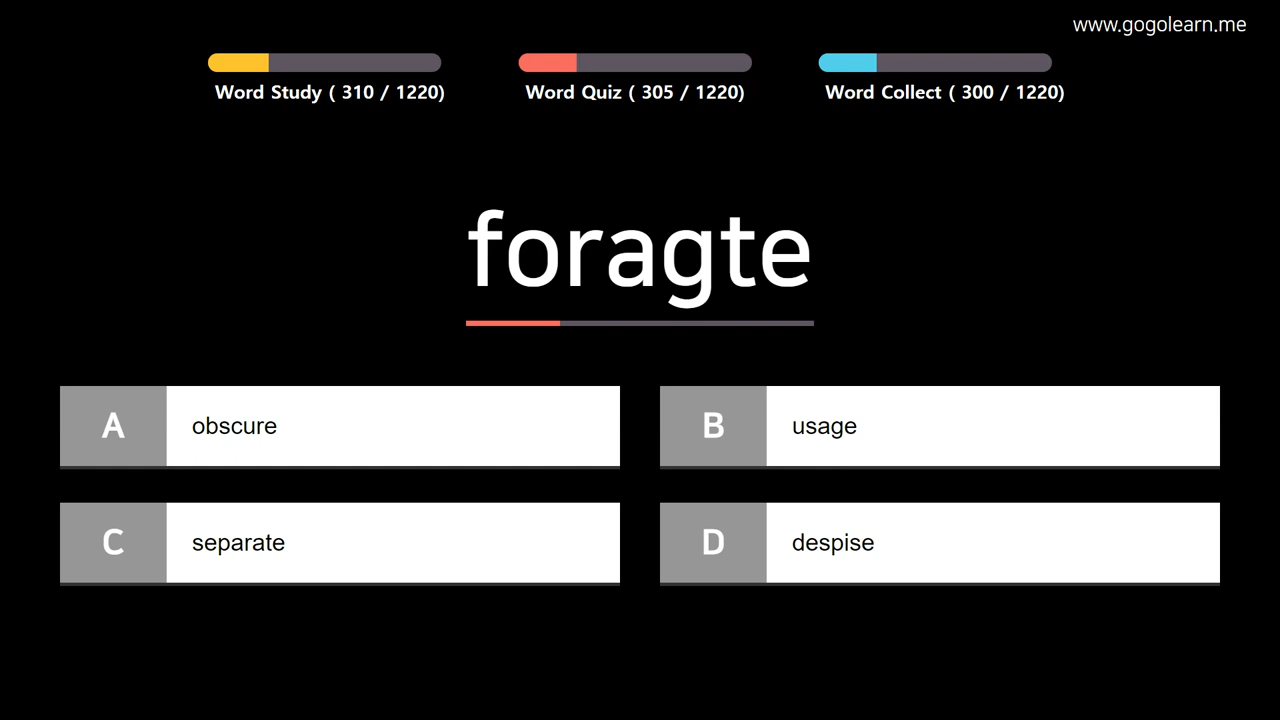 www.gogolearn.me
Word Study ( 310 / 1220)
Word Quiz ( 305 / 1220)
Word Collect ( 300 / 1220)
foragte
A obscure
B usage
C separate
D despise